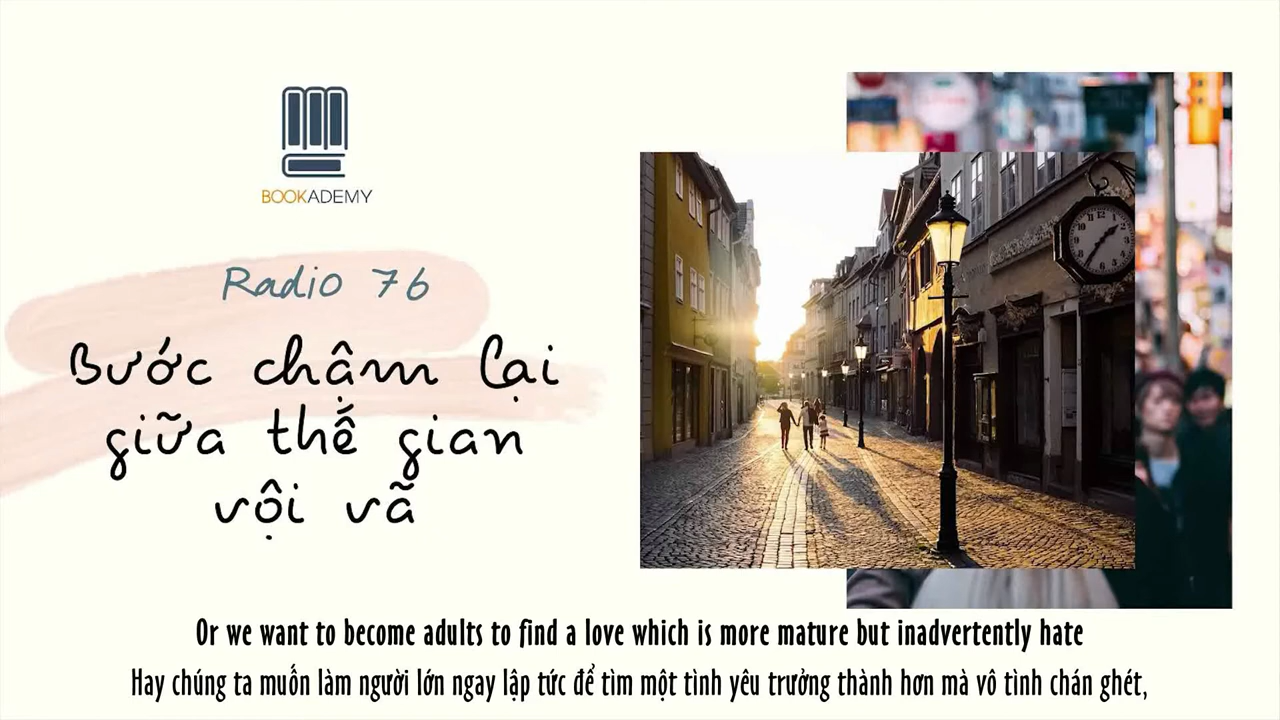 BOOKADEMY
Radio 76
Bước chậm lại
giữa thế gian
vội vã
Or we want to become adults to find a love which is more mature but inadvertently hate
Hay chúng ta muốn làm người lớn ngay lập tức để tìm một tình yêu trưởng thành hơn mà vô tình chán ghét,